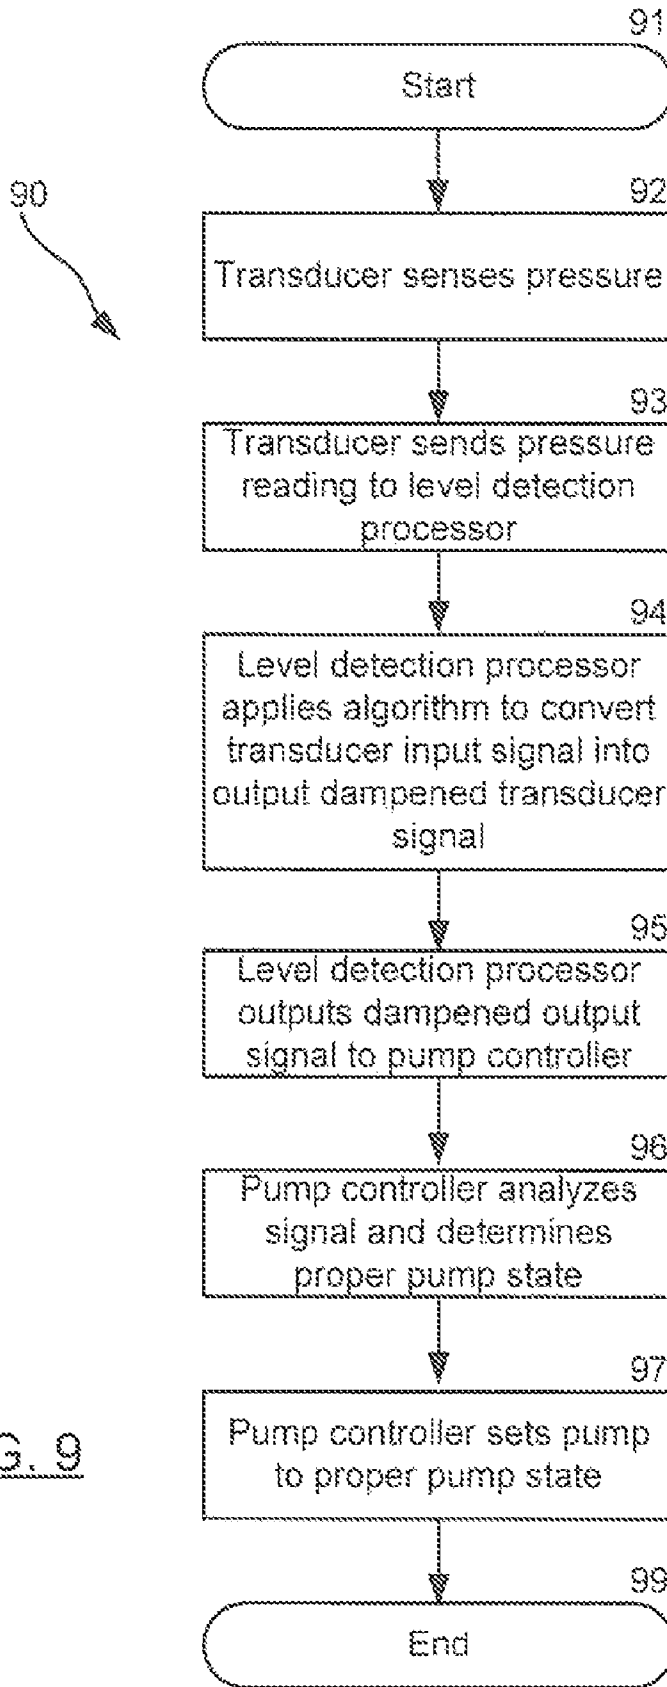 91
Start
90
92
Transducer senses pressure
93
Transducer sends pressure
reading to level detection
processor
94
Level detection processor
applies algorithm to convert
transducer input signal into
output dampened transducer
signal
95
Level detection processor
outputs dampened output
signal to pump controller
96
Pump controller analyzes
signal and determines
proper pump state
97
Pump controller sets pump
to proper pump state
G. 9
99
End